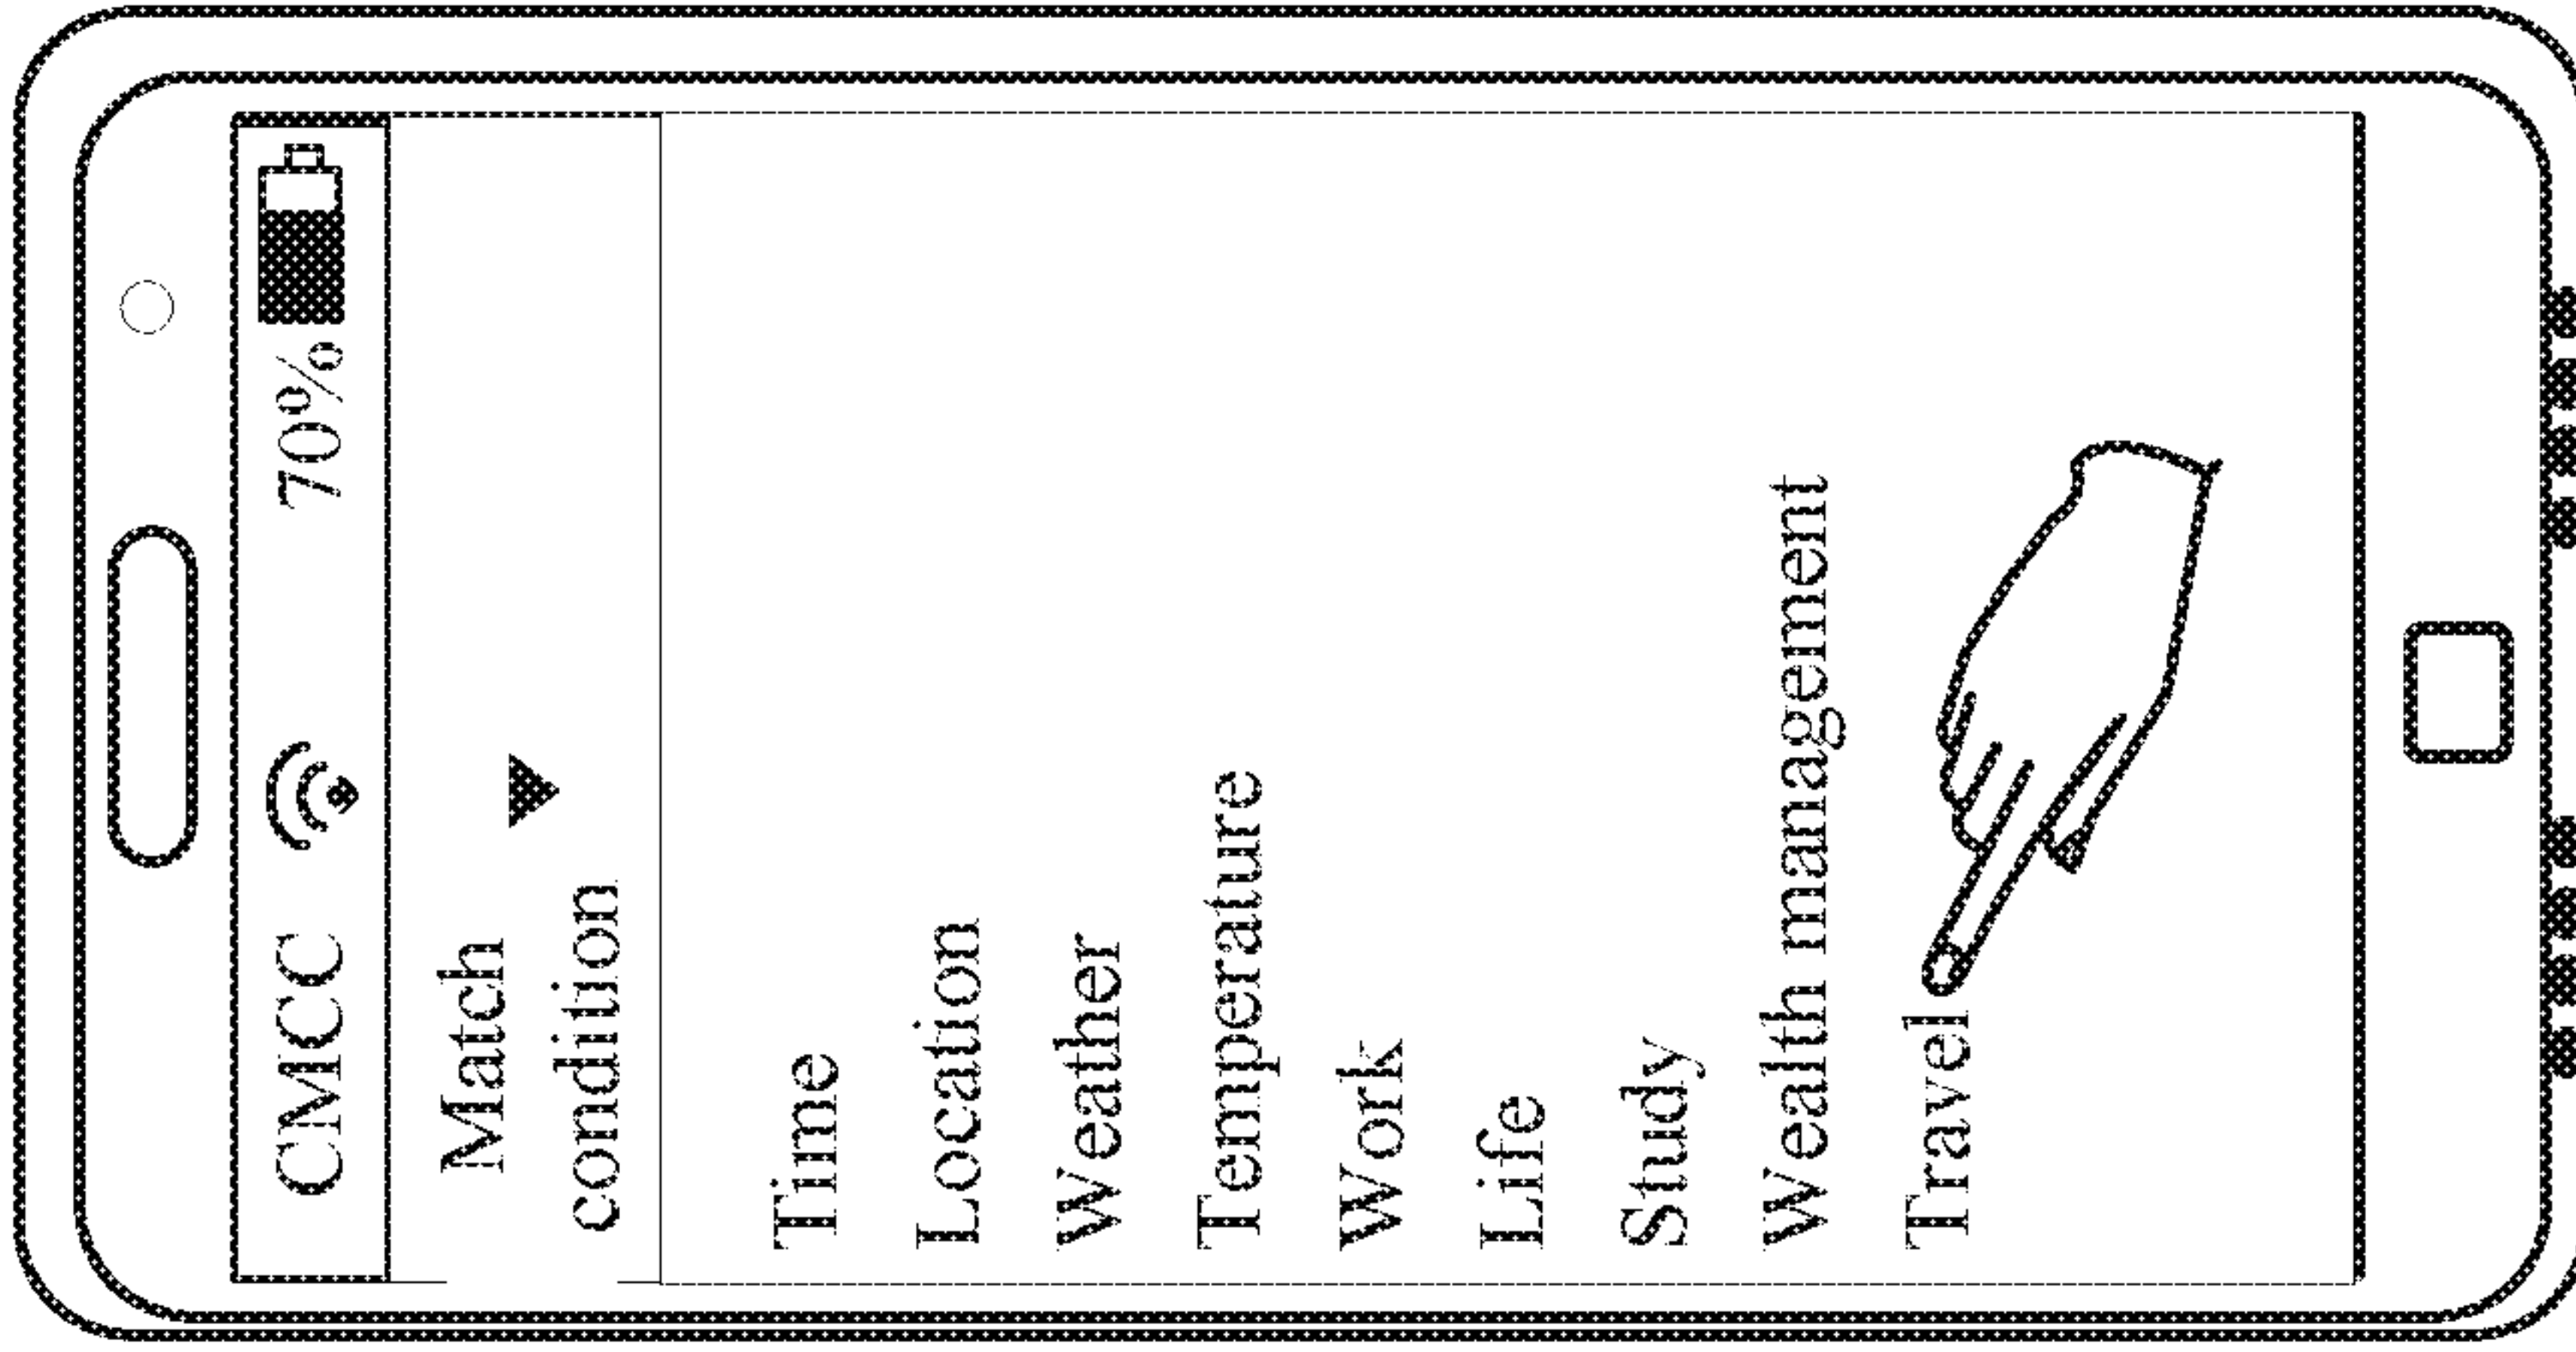 CMCC 70%
Match
condition
Time
Location
Weather
Temperature
Work
Life
Study
Wealth management
Travel